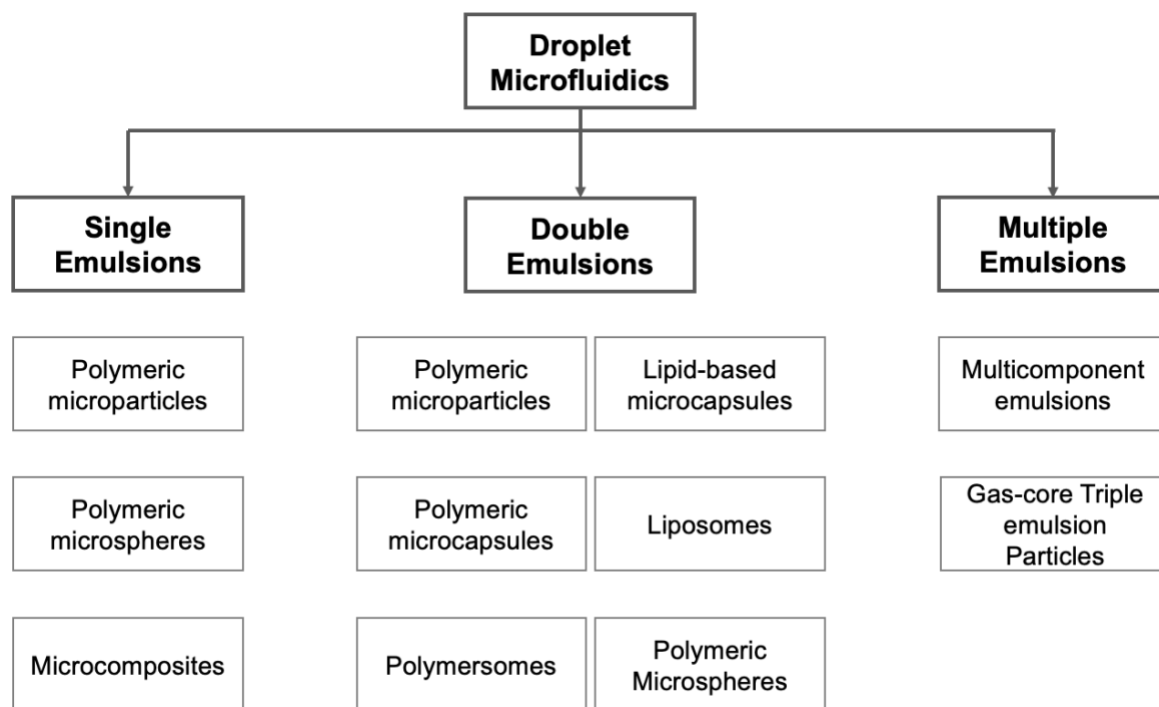 Droplet
Microfluidics
Single
Emulsions
Double
Emulsions
Multiple
Emulsions
Polymeric
microparticles
Polymeric
microparticles
Lipid-based
microcapsules
Multicomponent
emulsions
Polymeric
microspheres
Polymeric
microcapsules
Liposomes
Gas-core Triple
emulsion
Particles
Microcomposites
Polymersomes
Polymeric
Microspheres